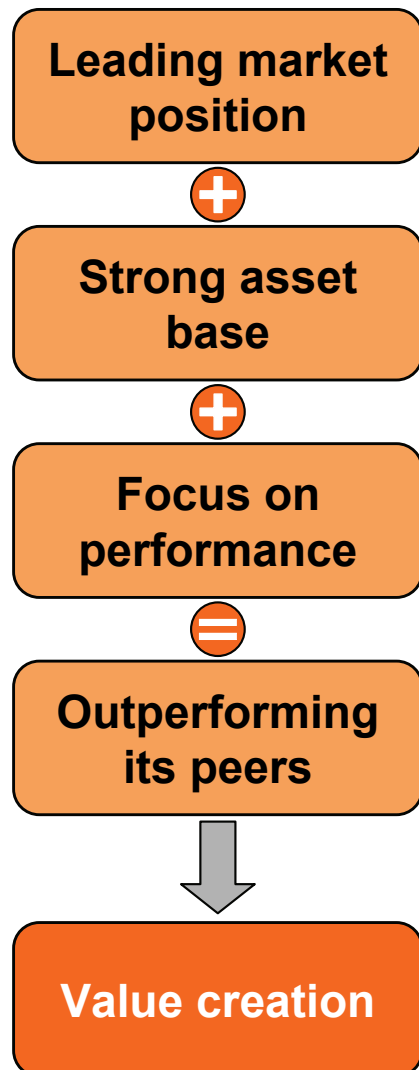 Leading market
position
+
Strong asset
base
+
Focus on
performance
=
Outperforming
its peers
Value creation